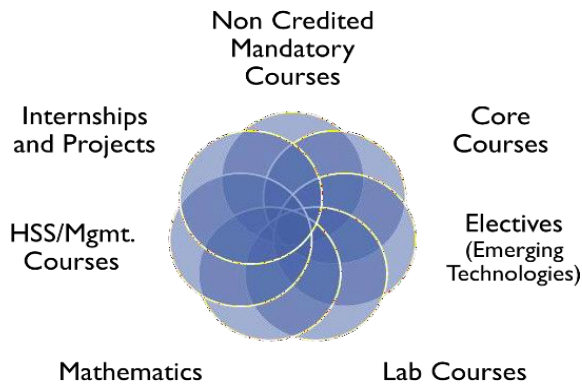 Non Credited
Mandatory
Courses
Internships
and Projects
Core
Courses
HSS/Mgmt.
Courses
Electives
(Emerging
Technologies)
Mathematics
Lab Courses